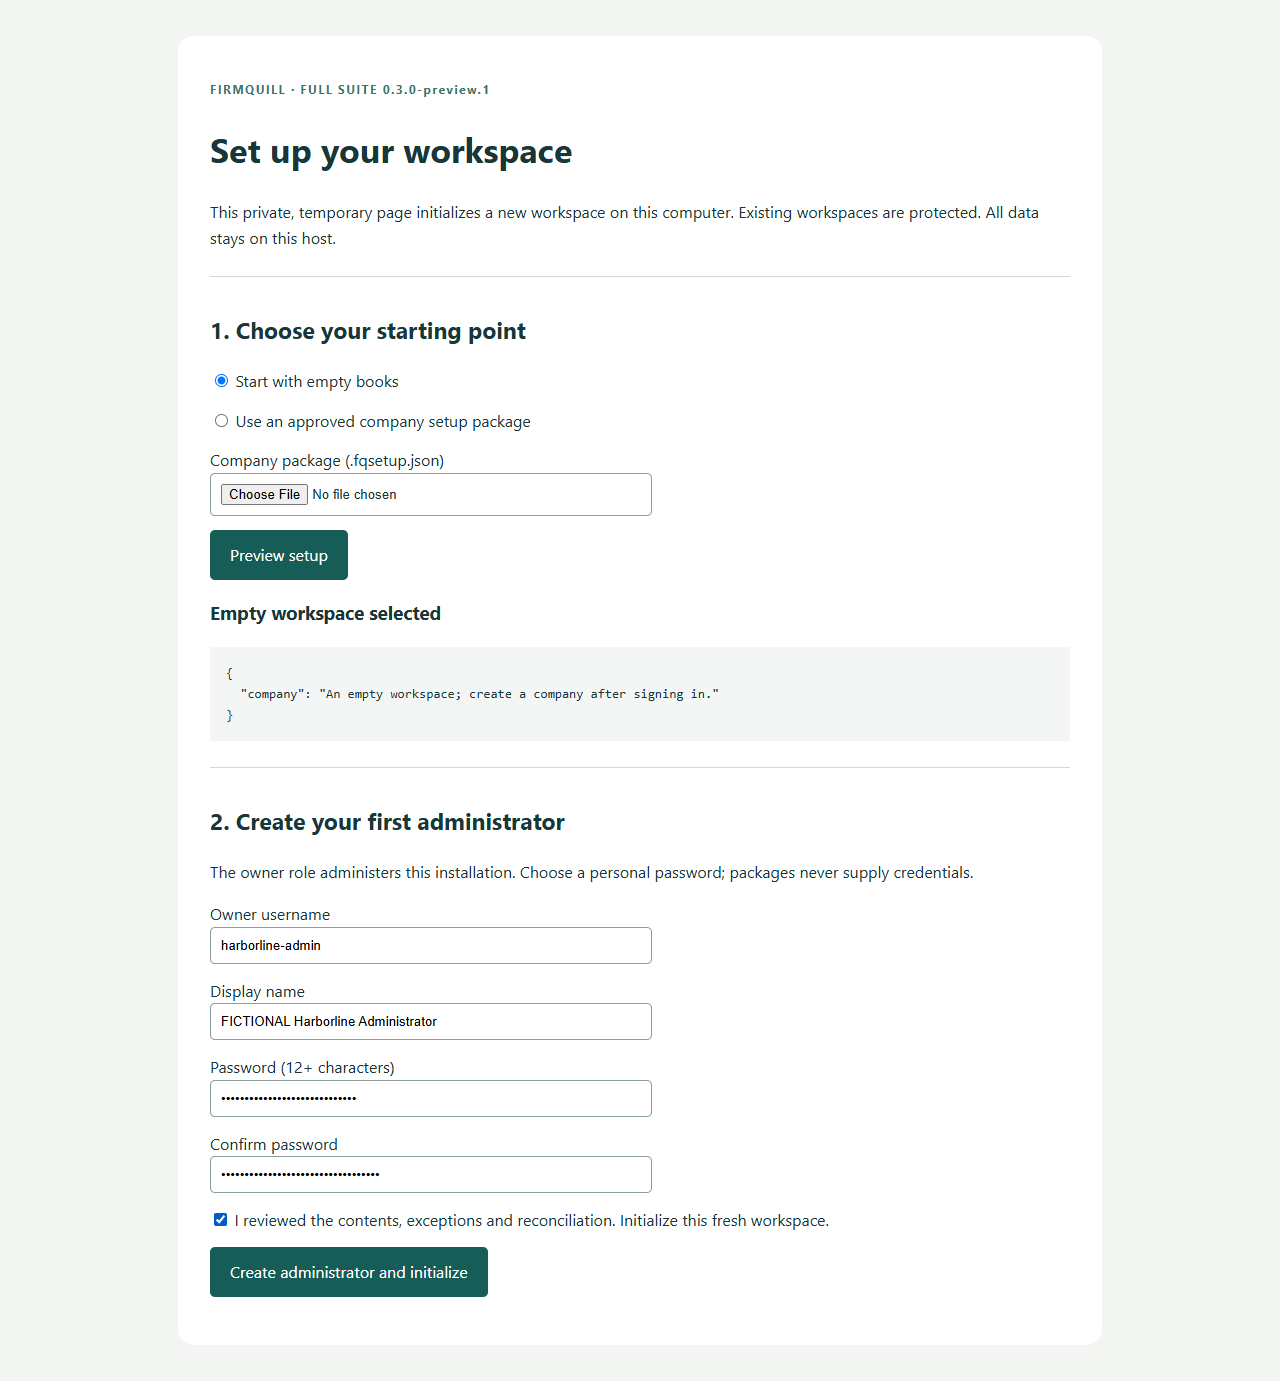 FIRMQUILL · FULL SUITE 0.3.0-preview.1
Set up your workspace
This private, temporary page initializes a new workspace on this computer. Existing workspaces are protected. All data
stays on this host.
1. Choose your starting point
Start with empty books
Use an approved company setup package
Company package (.fqsetup.json)
Choose File No file chosen
Preview setup
Empty workspace selected
{
  "company": "An empty workspace; create a company after signing in."
}
2. Create your first administrator
The owner role administers this installation. Choose a personal password; packages never supply credentials.
Owner username
harborline-admin
Display name
FICTIONAL Harborline Administrator
Password (12+ characters)
Confirm password
I reviewed the contents, exceptions and reconciliation. Initialize this fresh workspace.
Create administrator and initialize